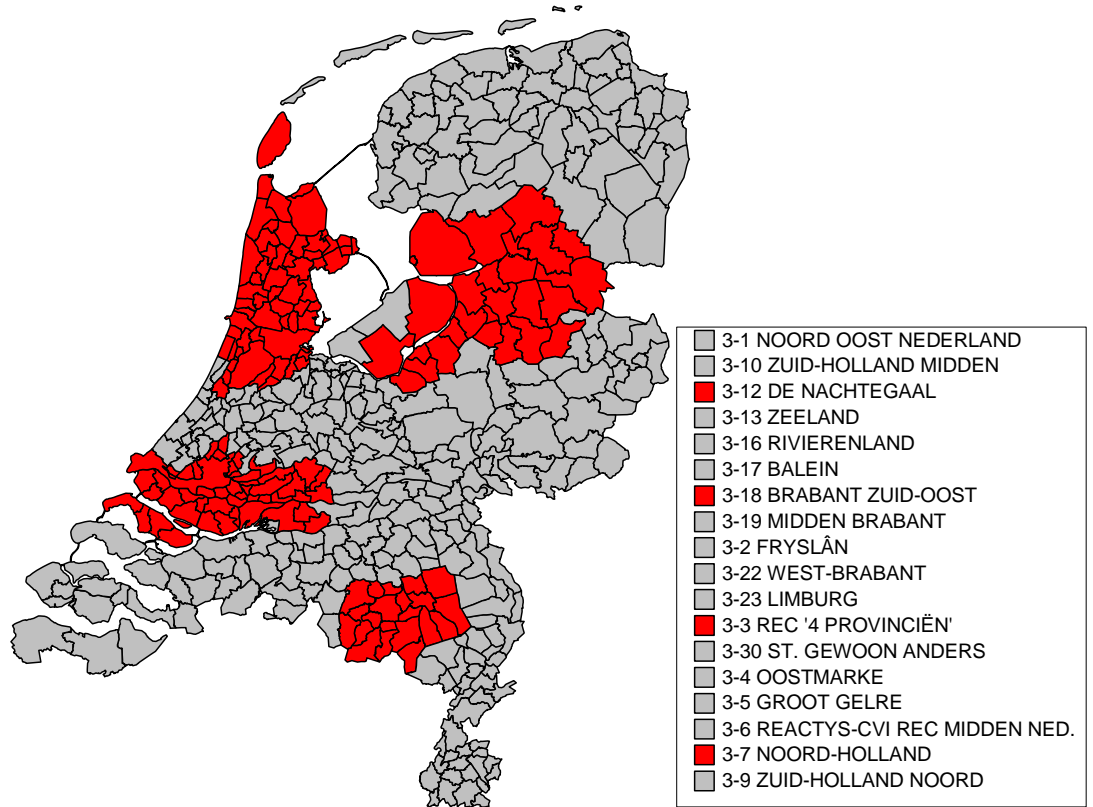 3-1 NOORD OOST NEDERLAND
3-10 ZUID-HOLLAND MIDDEN
3-12 DE NACHTEGAAL
3-13 ZEELAND
3-16 RIVIERENLAND
3-17 BALEIN
3-18 BRABANT ZUID-OOST
3-19 MIDDEN BRABANT
3-2 FRYSLÂN
3-22 WEST-BRABANT
3-23 LIMBURG
3-3 REC '4 PROVINCIËN'
3-30 ST. GEWOON ANDERS
3-4 OOSTMARKE
3-5 GROOT GELRE
3-6 REACTYS-CVI REC MIDDEN NED.
3-7 NOORD-HOLLAND
3-9 ZUID-HOLLAND NOORD